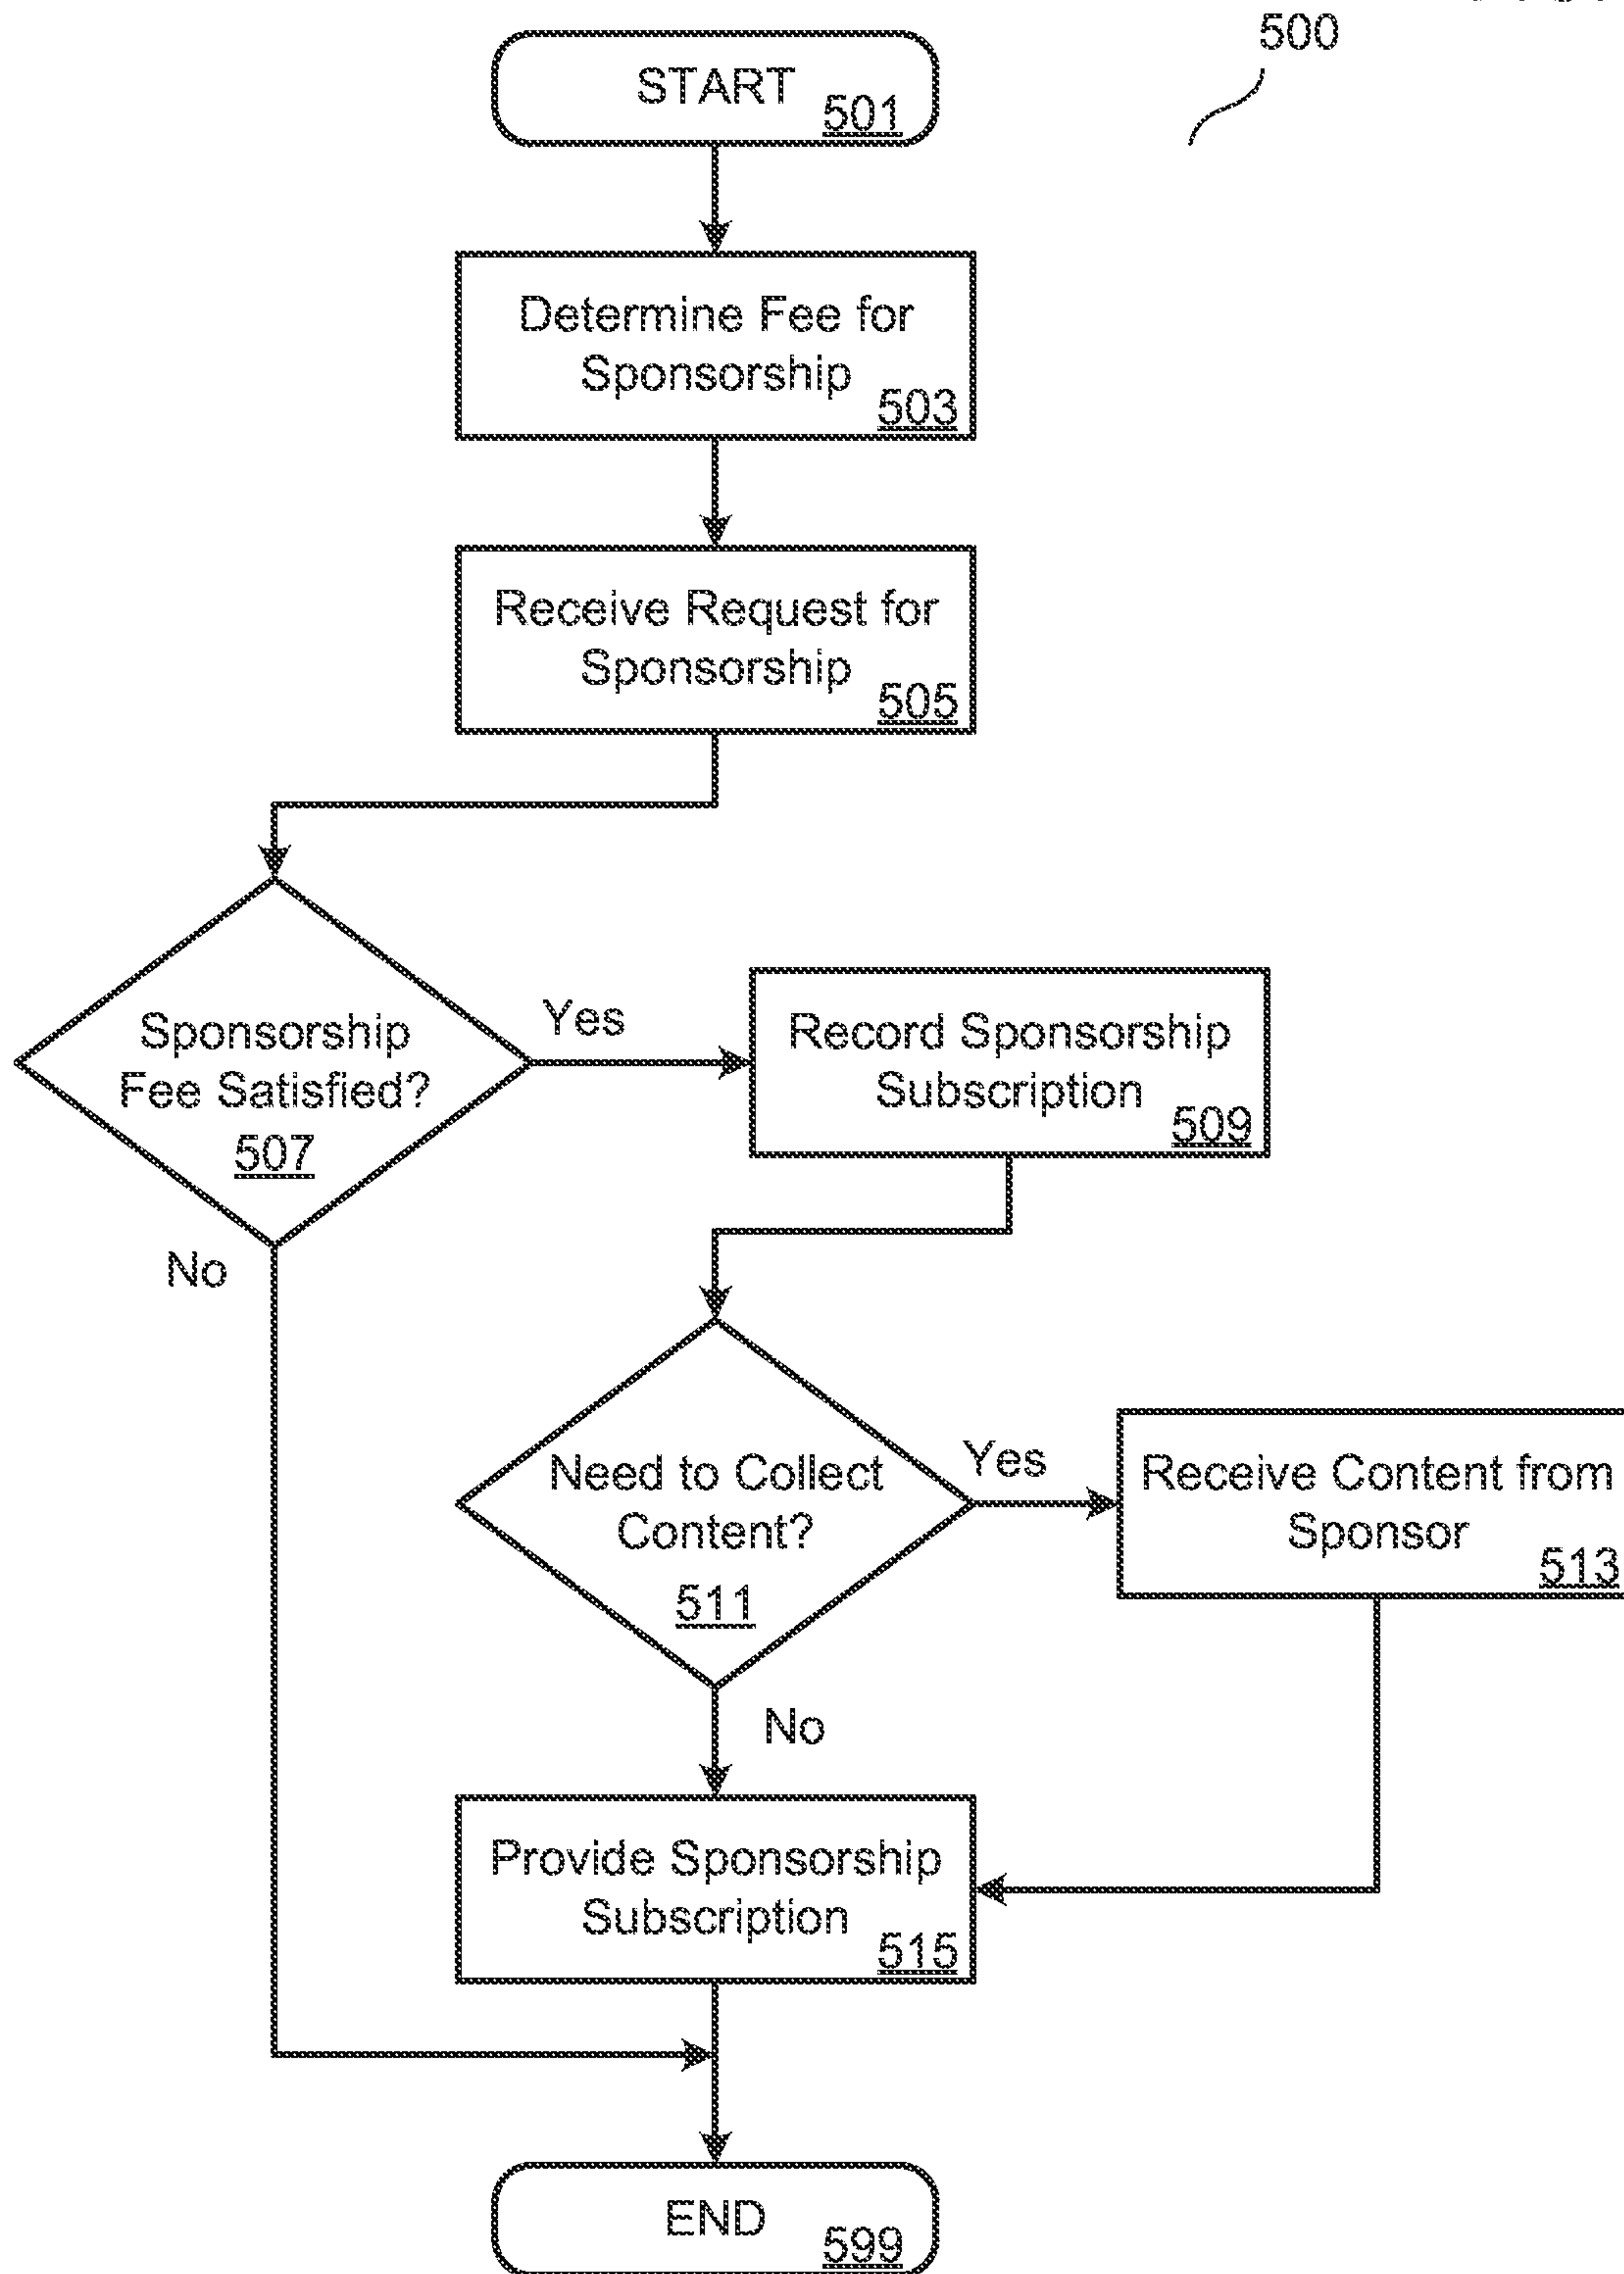 500
START
501
Determine Fee for
Sponsorship
503
Receive Request for
Sponsorship
505
Sponsorship
Fee Satisfied?
507
Yes
No
Record Sponsorship
Subscription
509
Need to Collect
Content?
511
Yes
No
Receive Content from
Sponsor
513
Provide Sponsorship
Subscription
515
END
599